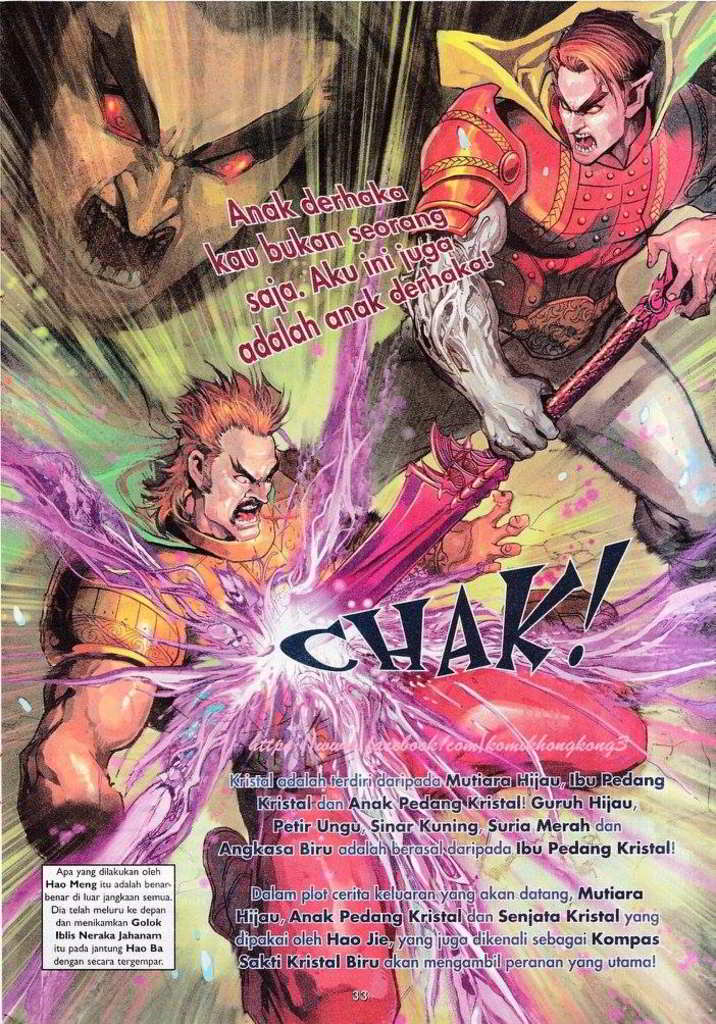 Anak derhaka
kau bukan seorang
saja. Aku ini juga
adalah anak derhaka!
CHAK!
https://www.facebook.com/komikhongkong3
Kristal adalah terdiri daripada Mutiara Hijau, Ibu Pedang
Kristal dan Anak Pedang Kristal! Guruh Hijau,
Petir Ungu, Sinar Kuning, Suria Merah dan
Angkasa Biru adalah berasal daripada Ibu Pedang Kristal!
Apa yang dilakukan oleh
Hao Meng itu adalah benar-
benar di luar jangkaan semua.
Dia telah meluru ke depan
dan menikamkan Golok
Iblis Neraka Jahanam
itu pada jantung Hao Ba
dengan secara tergempar.
Dalam plot cerita keluaran yang akan datang, Mutiara
Hijau, Anak Pedang Kristal dan Senjata Kristal yang
dipakai oleh Hao Jie, yang juga dikenali sebagai Kompas
Sakti Kristal Biru akan mengambil peranan yang utama!
33